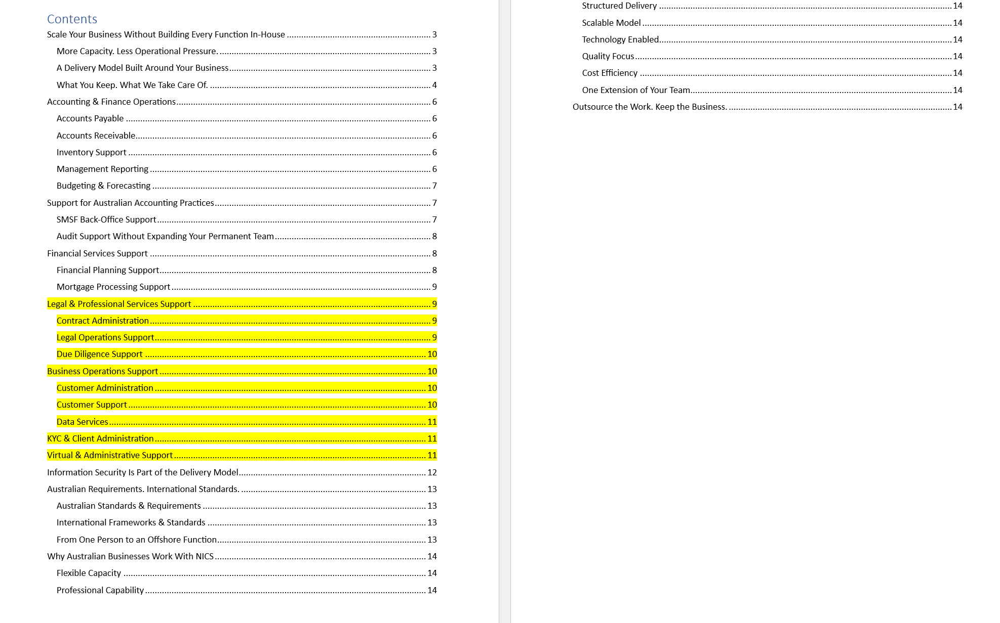 Contents
Scale Your Business Without Building Every Function In-House ... 3
More Capacity. Less Operational Pressure. ... 3
A Delivery Model Built Around Your Business ... 3
What You Keep. What We Take Care Of. ... 4
Accounting & Finance Operations ... 6
Accounts Payable ... 6
Accounts Receivable ... 6
Inventory Support ... 6
Management Reporting ... 6
Budgeting & Forecasting ... 7
Support for Australian Accounting Practices ... 7
SMSF Back-Office Support ... 7
Audit Support Without Expanding Your Permanent Team ... 8
Financial Services Support ... 8
Financial Planning Support ... 8
Mortgage Processing Support ... 9
Legal & Professional Services Support ... 9
Contract Administration ... 9
Legal Operations Support ... 9
Due Diligence Support ... 10
Business Operations Support ... 10
Customer Administration ... 10
Customer Support ... 10
Data Services ... 11
KYC & Client Administration ... 11
Virtual & Administrative Support ... 11
Information Security Is Part of the Delivery Model ... 12
Australian Requirements. International Standards. ... 13
Australian Standards & Requirements ... 13
International Frameworks & Standards ... 13
From One Person to an Offshore Function ... 13
Why Australian Businesses Work With NICS ... 14
Flexible Capacity ... 14
Professional Capability ... 14
Structured Delivery ... 14
Scalable Model ... 14
Technology Enabled ... 14
Quality Focus ... 14
Cost Efficiency ... 14
One Extension of Your Team ... 14
Outsource the Work. Keep the Business. ... 14